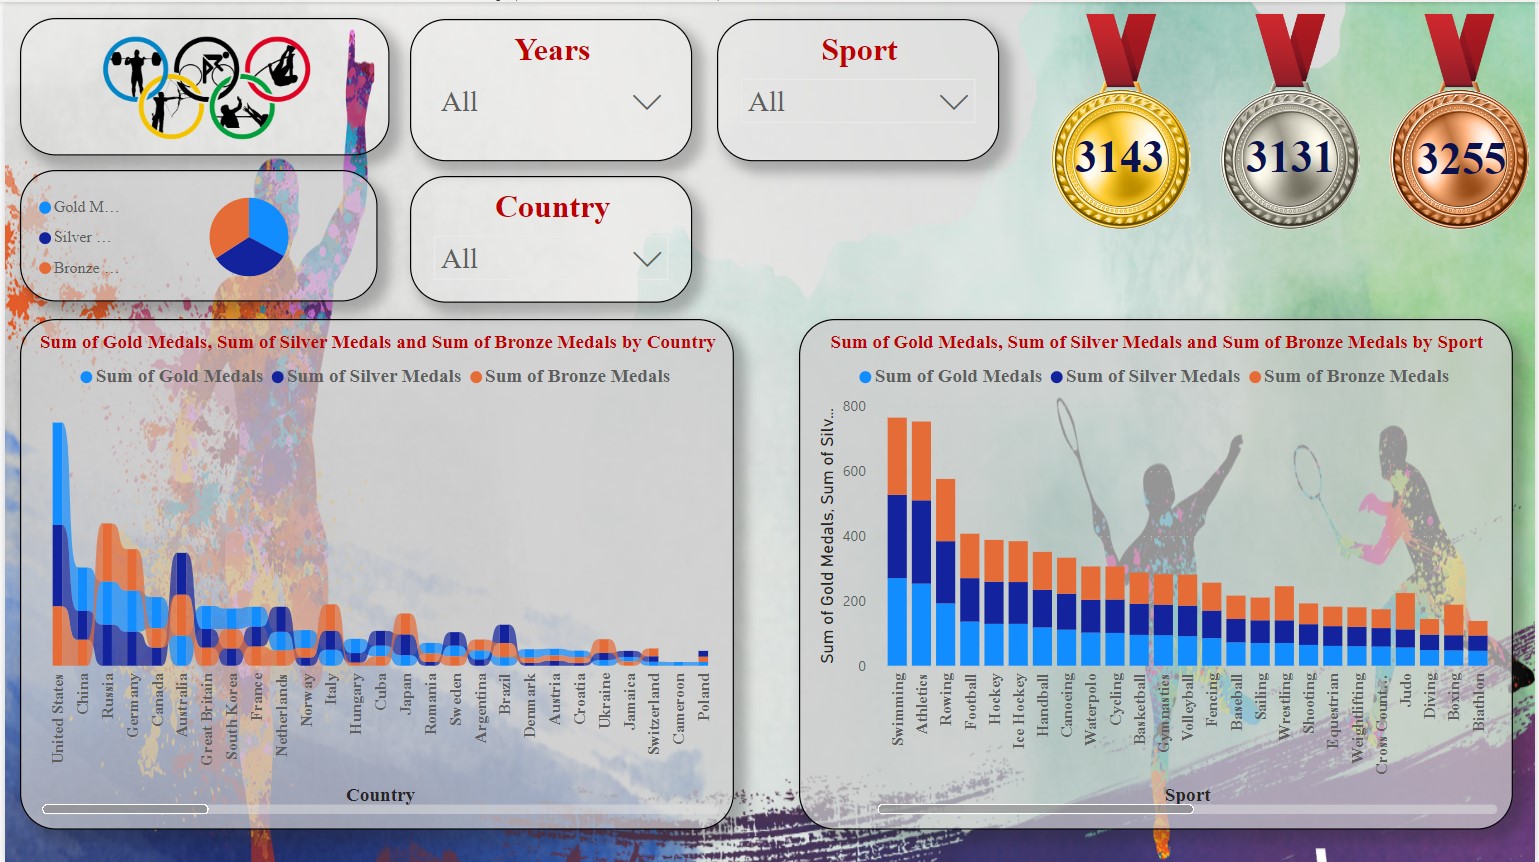 Years
All
Sport
All
3143
3131
3255
Gold M...
Silver ...
Bronze ...
Country
All
Sum of Gold Medals, Sum of Silver Medals and Sum of Bronze Medals by Country
Sum of Gold Medals Sum of Silver Medals Sum of Bronze Medals
United States
China
Russia
Germany
Canada
Australia
Great Britain
South Korea
France
Netherlands
Norway
Italy
Hungary
Cuba
Japan
Romania
Sweden
Argentina
Brazil
Denmark
Austria
Croatia
Ukraine
Jamaica
Switzerland
Cameroon
Poland
Country
Sum of Gold Medals, Sum of Silver Medals and Sum of Bronze Medals by Sport
Sum of Gold Medals Sum of Silver Medals Sum of Bronze Medals
Sum of Gold Medals, Sum of Silv...
800
600
400
200
0
Swimming
Athletics
Rowing
Football
Hockey
Ice Hockey
Handball
Canoeing
Waterpolo
Cycling
Basketball
Gymnastics
Volleyball
Fencing
Baseball
Sailing
Wrestling
Shooting
Equestrian
Weightlifting
Cross Count...
Judo
Diving
Boxing
Biathlon
Sport